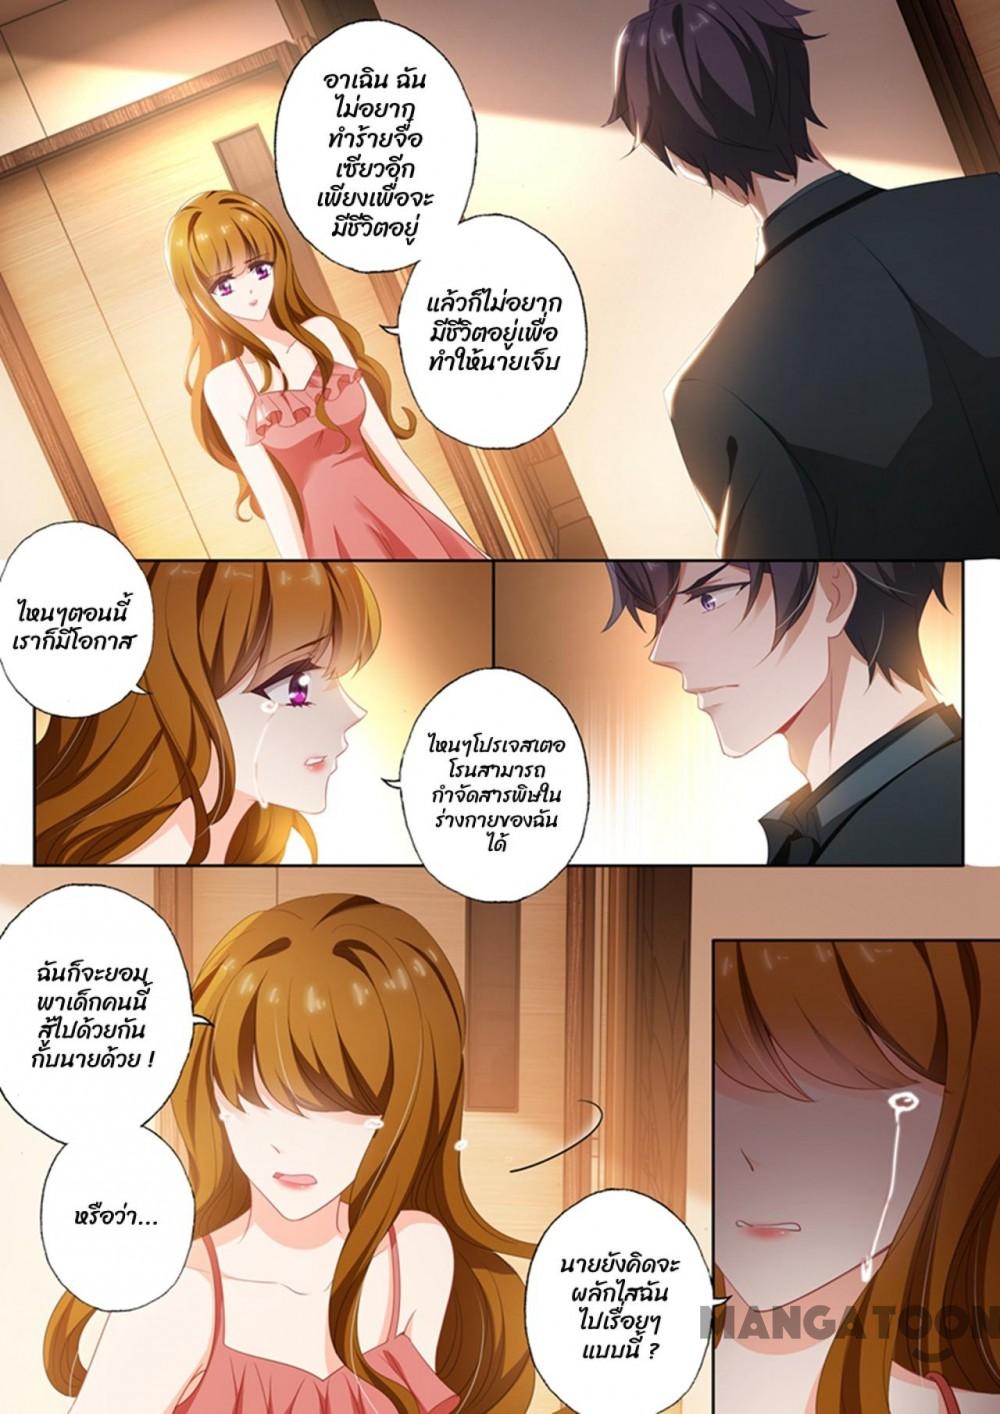 อาเฉิน ฉัน
ไม่อยาก
ทำร้ายจื่อ
เซียวอีก
เพียงเพื่อจะ
มีชีวิตอยู่
แล้วก็ไม่อยาก
มีชีวิตอยู่เพื่อ
ทำให้นายเจ็บ
ไหนๆตอนนี้
เราก็มีโอกาส
ไหนๆโปรเจสเตอ
โรนสามารถ
กำจัดสารพิษใน
ร่างกายของฉัน
ได้
ฉันก็จะยอม
พาเด็กคนนี้
สู้ไปด้วยกัน
กับนายด้วย !
หรือว่า...
นายยังคิดจะ
ผลักไสฉัน
ไปเรื่อยๆ
แบบนี้ ?
MANGATOON